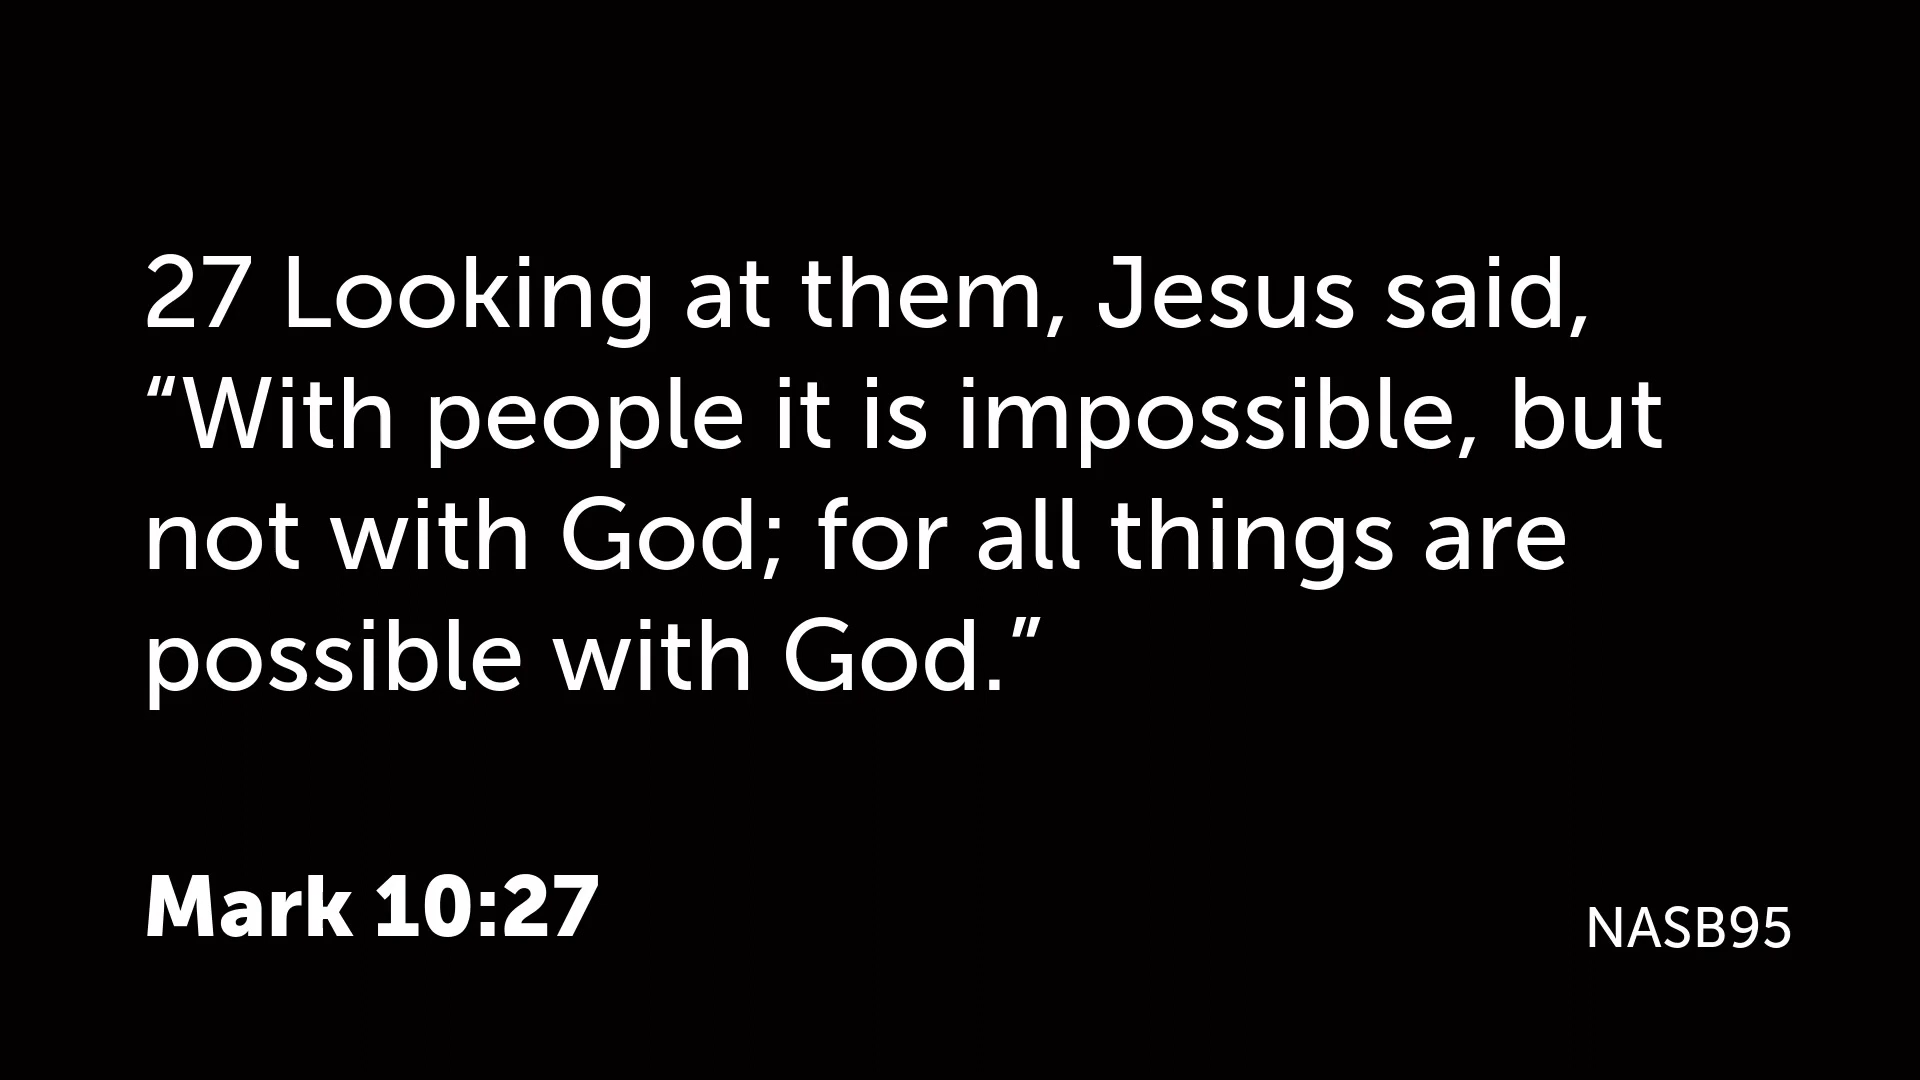 27 Looking at them, Jesus said,
“With people it is impossible, but
not with God; for all things are
possible with God.”
Mark 10:27
NASB95